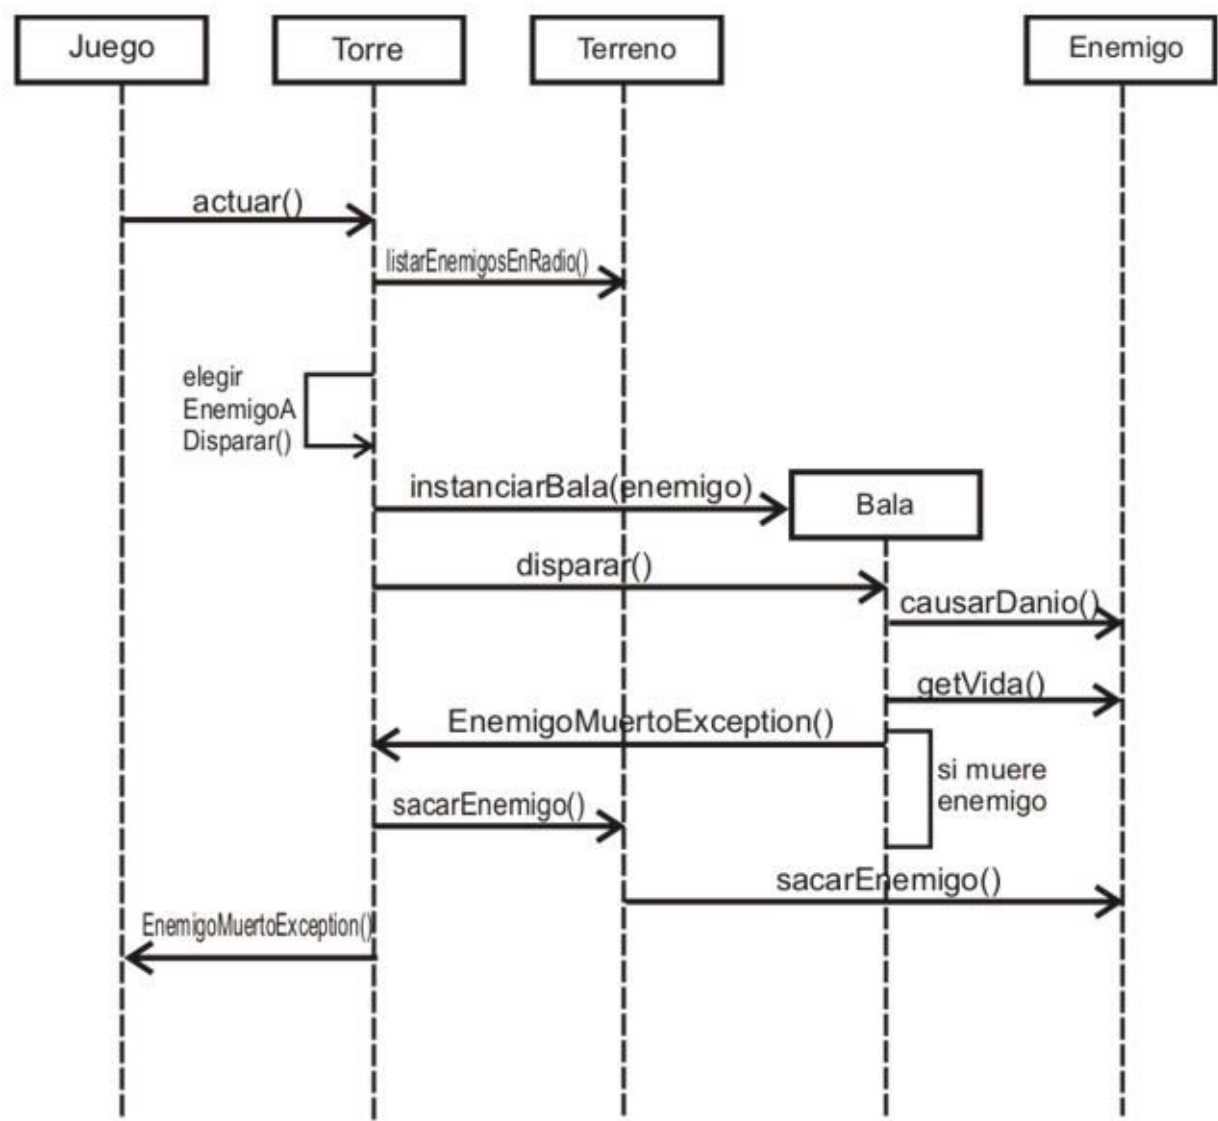 Juego
Torre
Terreno
Enemigo
actuar()
listarEnemigosEnRadio()
elegir
EnemigoA
Disparar()
instanciarBala(enemigo)
Bala
disparar()
causarDanio()
getVida()
EnemigoMuertoException()
si muere
enemigo
sacarEnemigo()
sacarEnemigo()
EnemigoMuertoException()